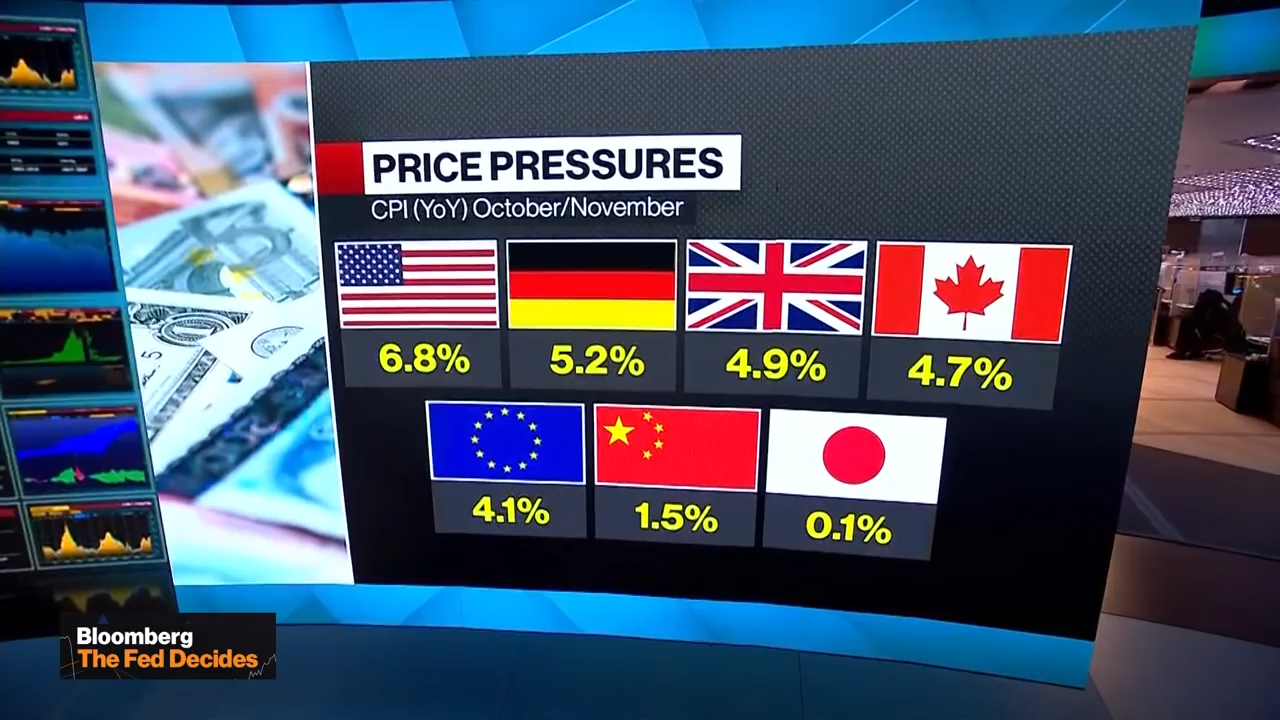 PRICE PRESSURES
CPI (YoY) October/November
6.8%
5.2%
4.9%
4.7%
4.1%
1.5%
0.1%
Bloomberg
The Fed Decides